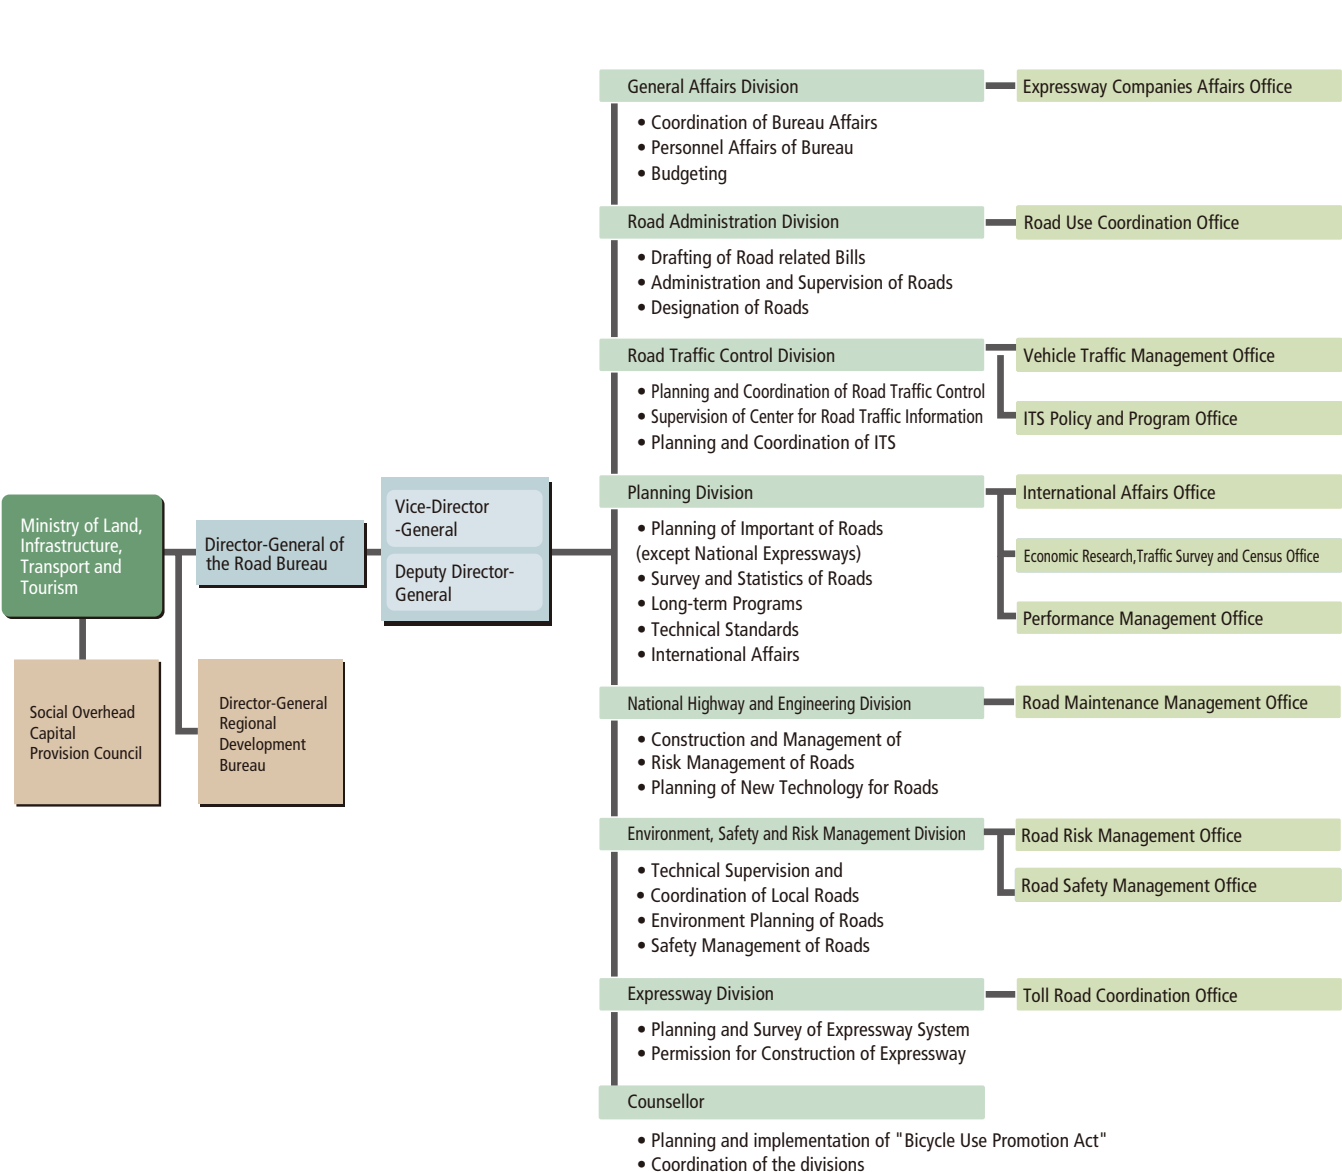 Ministry of Land,
Infrastructure,
Transport and
Tourism
Social Overhead
Capital
Provision Council
Director-General of
the Road Bureau
Director-General
Regional
Development
Bureau
Vice-Director
-General
Deputy Director-
General
General Affairs Division
Expressway Companies Affairs Office
• Coordination of Bureau Affairs
• Personnel Affairs of Bureau
• Budgeting
Road Administration Division
Road Use Coordination Office
• Drafting of Road related Bills
• Administration and Supervision of Roads
• Designation of Roads
Road Traffic Control Division
Vehicle Traffic Management Office
• Planning and Coordination of Road Traffic Control
• Supervision of Center for Road Traffic Information
ITS Policy and Program Office
• Planning and Coordination of ITS
Planning Division
International Affairs Office
• Planning of Important of Roads
(except National Expressways)
Economic Research,Traffic Survey and Census Office
• Survey and Statistics of Roads
• Long-term Programs
Performance Management Office
• Technical Standards
• International Affairs
National Highway and Engineering Division
Road Maintenance Management Office
• Construction and Management of
• Risk Management of Roads
• Planning of New Technology for Roads
Environment, Safety and Risk Management Division
Road Risk Management Office
• Technical Supervision and
Road Safety Management Office
• Coordination of Local Roads
• Environment Planning of Roads
• Safety Management of Roads
Expressway Division
Toll Road Coordination Office
• Planning and Survey of Expressway System
• Permission for Construction of Expressway
Counsellor
• Planning and implementation of "Bicycle Use Promotion Act"
• Coordination of the divisions